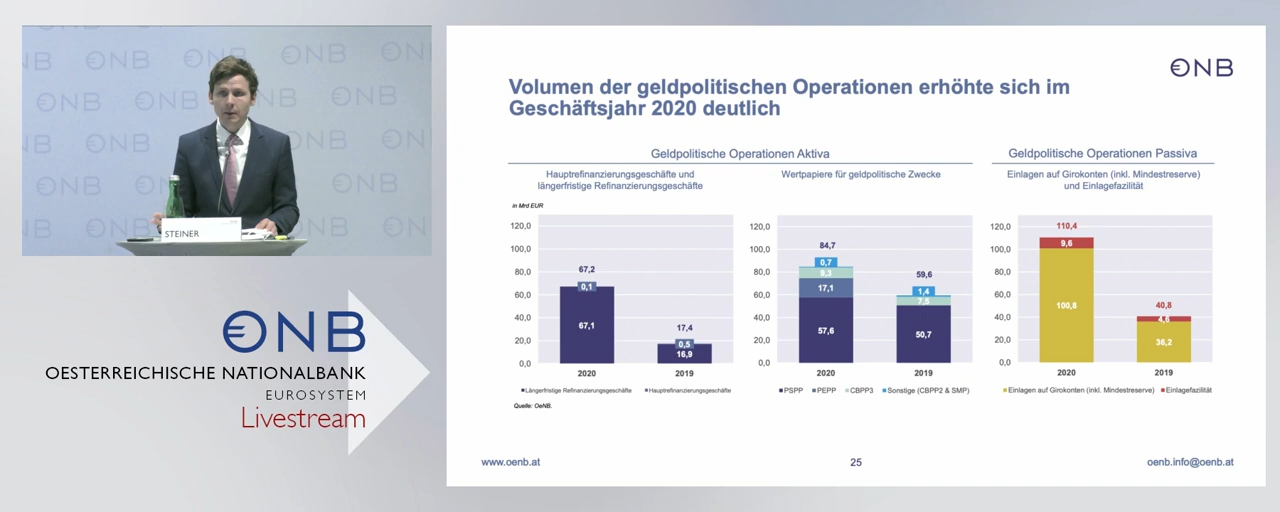 ONB
STEINER
€NB
OESTERREICHISCHE NATIONALBANK
EUROSYSTEM
Livestream
€NB
Volumen der geldpolitischen Operationen erhöhte sich im
Geschäftsjahr 2020 deutlich
Geldpolitische Operationen Aktiva
Hauptrefinanzierungsgeschäfte und
längerfristige Refinanzierungsgeschäfte
in Mrd EUR
120,0
100,0
80,0
60,0
40,0
20,0
0,0
67,2
0,1
67,1
17,4
0,5
16,9
2020 2019
Längerfristige Refinanzierungsgeschäfte Hauptrefinanzierungsgeschäfte
Quelle: OeNB.
Wertpapiere für geldpolitische Zwecke
120,0
100,0
80,0
60,0
40,0
20,0
0,0
84,7
0,7
9,3
17,1
57,6
59,6
1,4
7,5
50,7
2020 2019
PSPP PEPP CBPP3 Sonstige (CBPP2 & SMP)
Geldpolitische Operationen Passiva
Einlagen auf Girokonten (inkl. Mindestreserve)
und Einlagefazilität
120,0
100,0
80,0
60,0
40,0
20,0
0,0
110,4
9,6
100,8
40,8
4,6
36,2
2020 2019
Einlagen auf Girokonten (inkl. Mindestreserve) Einlagefazilität
www.oenb.at 25 oenb.info@oenb.at